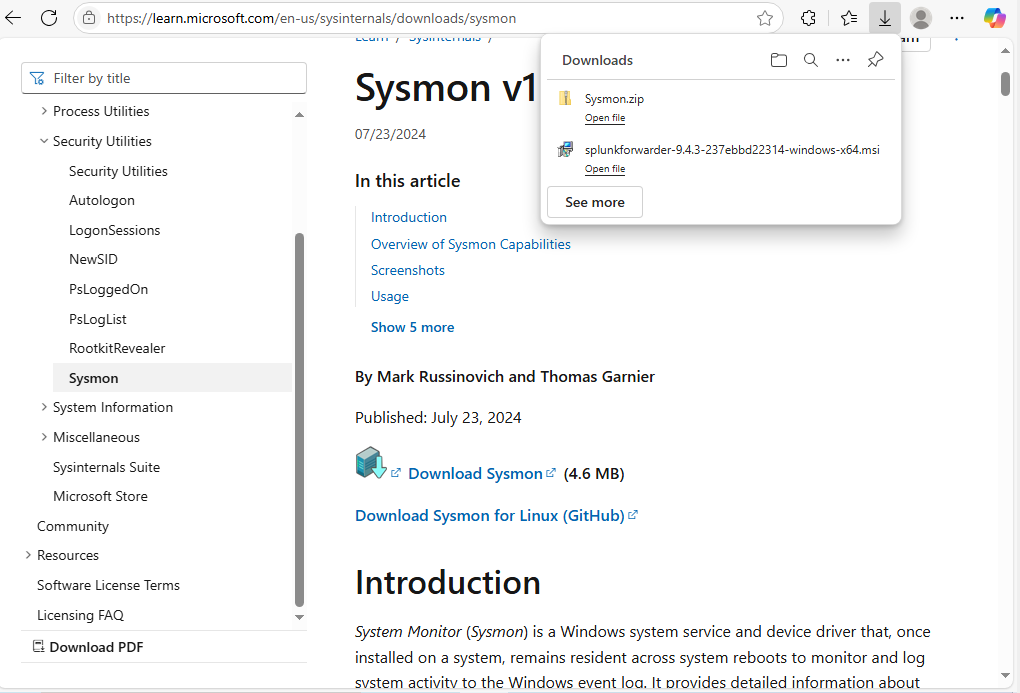 https://learn.microsoft.com/en-us/sysinternals/downloads/sysmon
Learn / Sysinternals /
Filter by title
Process Utilities
Security Utilities
Security Utilities
Autologon
LogonSessions
NewSID
PsLoggedOn
PsLogList
RootkitRevealer
Sysmon
System Information
Miscellaneous
Sysinternals Suite
Microsoft Store
Community
Resources
Software License Terms
Licensing FAQ
Download PDF
Sysmon v1
07/23/2024
In this article
Introduction
Overview of Sysmon Capabilities
Screenshots
Usage
Show 5 more
By Mark Russinovich and Thomas Garnier
Published: July 23, 2024
Download Sysmon (4.6 MB)
Download Sysmon for Linux (GitHub)
Introduction
System Monitor (Sysmon) is a Windows system service and device driver that, once
installed on a system, remains resident across system reboots to monitor and log
system activity to the Windows event log. It provides detailed information about
Downloads
Sysmon.zip
Open file
splunkforwarder-9.4.3-237ebbd22314-windows-x64.msi
Open file
See more